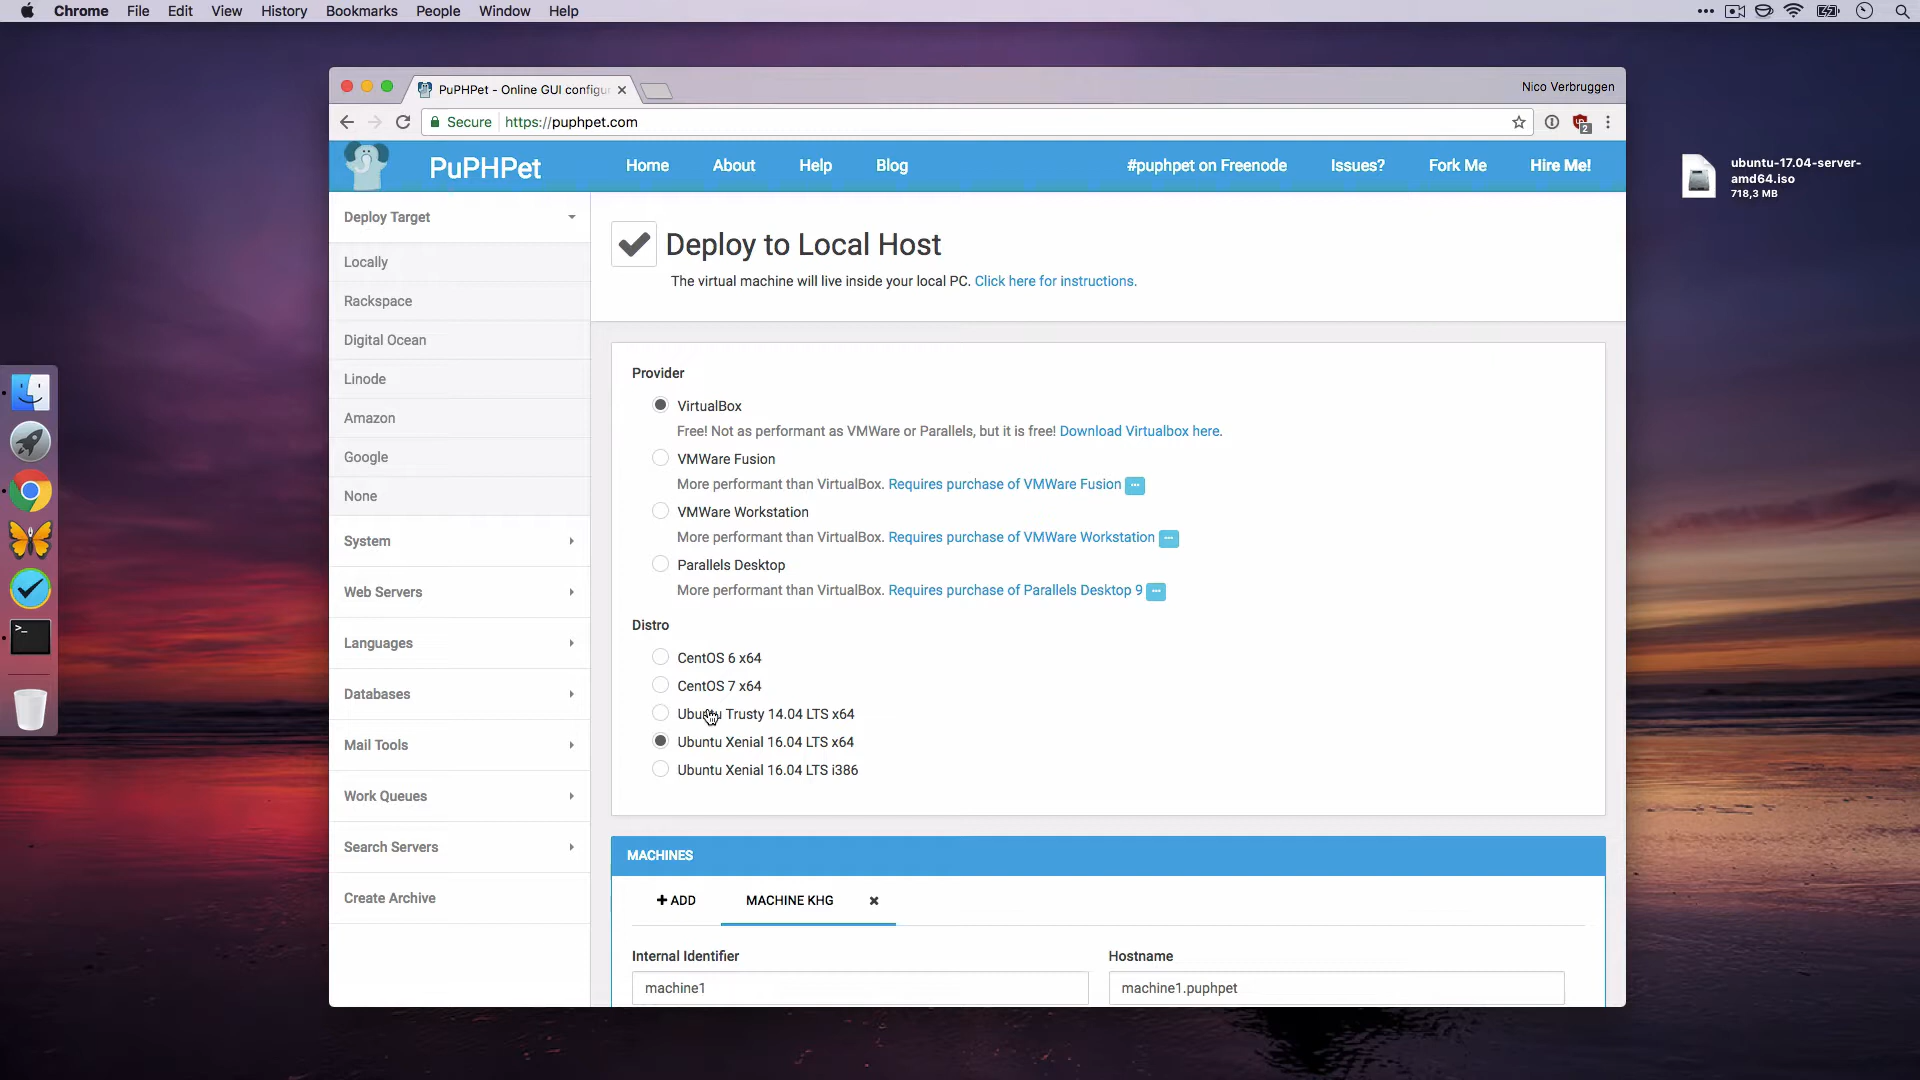 Chrome File Edit View History Bookmarks People Window Help
PuPHPet - Online GUI configu
Nico Verbruggen
Secure https://puphpet.com
2
PuPHPet Home About Help Blog #puphpet on Freenode Issues? Fork Me Hire Me!
ubuntu-17.04-server-
amd64.iso
718,3 MB
Deploy Target
Locally
Rackspace
Digital Ocean
Linode
Amazon
Google
None
System
Web Servers
Languages
Databases
Mail Tools
Work Queues
Search Servers
Create Archive
Deploy to Local Host
The virtual machine will live inside your local PC. Click here for instructions.
Provider
VirtualBox
Free! Not as performant as VMWare or Parallels, but it is free! Download Virtualbox here.
VMWare Fusion
More performant than VirtualBox. Requires purchase of VMWare Fusion ...
VMWare Workstation
More performant than VirtualBox. Requires purchase of VMWare Workstation ...
Parallels Desktop
More performant than VirtualBox. Requires purchase of Parallels Desktop 9 ...
Distro
CentOS 6 x64
CentOS 7 x64
Ubuntu Trusty 14.04 LTS x64
Ubuntu Xenial 16.04 LTS x64
Ubuntu Xenial 16.04 LTS i386
MACHINES
+ ADD MACHINE KHG ×
Internal Identifier Hostname
machine1 machine1.puphpet